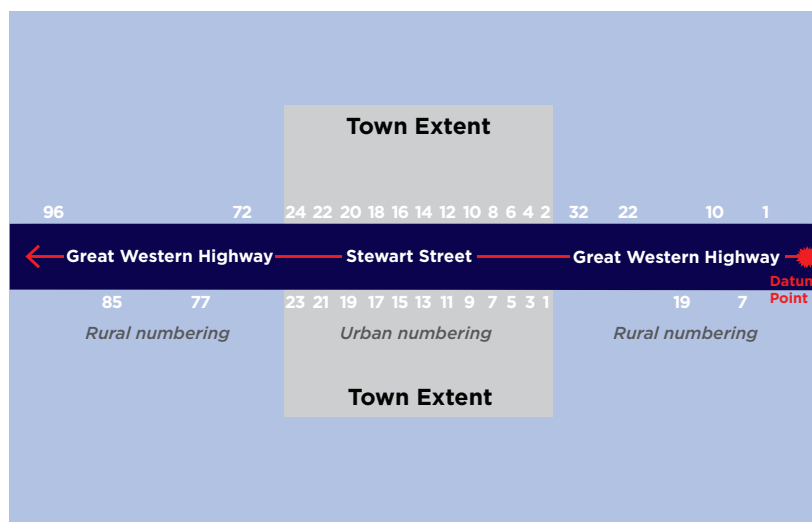 Town Extent
96 72 24 22 20 18 16 14 12 10 8 6 4 2 32 22 10 1
Great Western Highway Stewart Street Great Western Highway
Datun
Point
85 77 23 21 19 17 15 13 11 9 7 5 3 1 19 7
Rural numbering Urban numbering Rural numbering
Town Extent